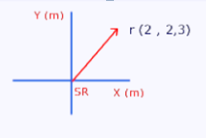 Y (m)
r (2 , 2,3)
SR
X (m)